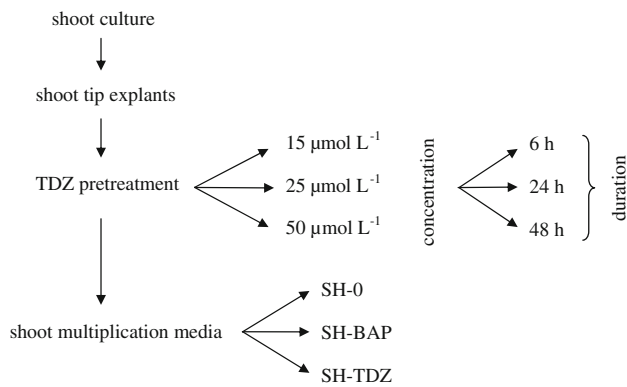 shoot culture
shoot tip explants
TDZ pretreatment
15 µmol L⁻¹
25 µmol L⁻¹
50 µmol L⁻¹
concentration
6 h
24 h
48 h
duration
shoot multiplication media
SH-0
SH-BAP
SH-TDZ